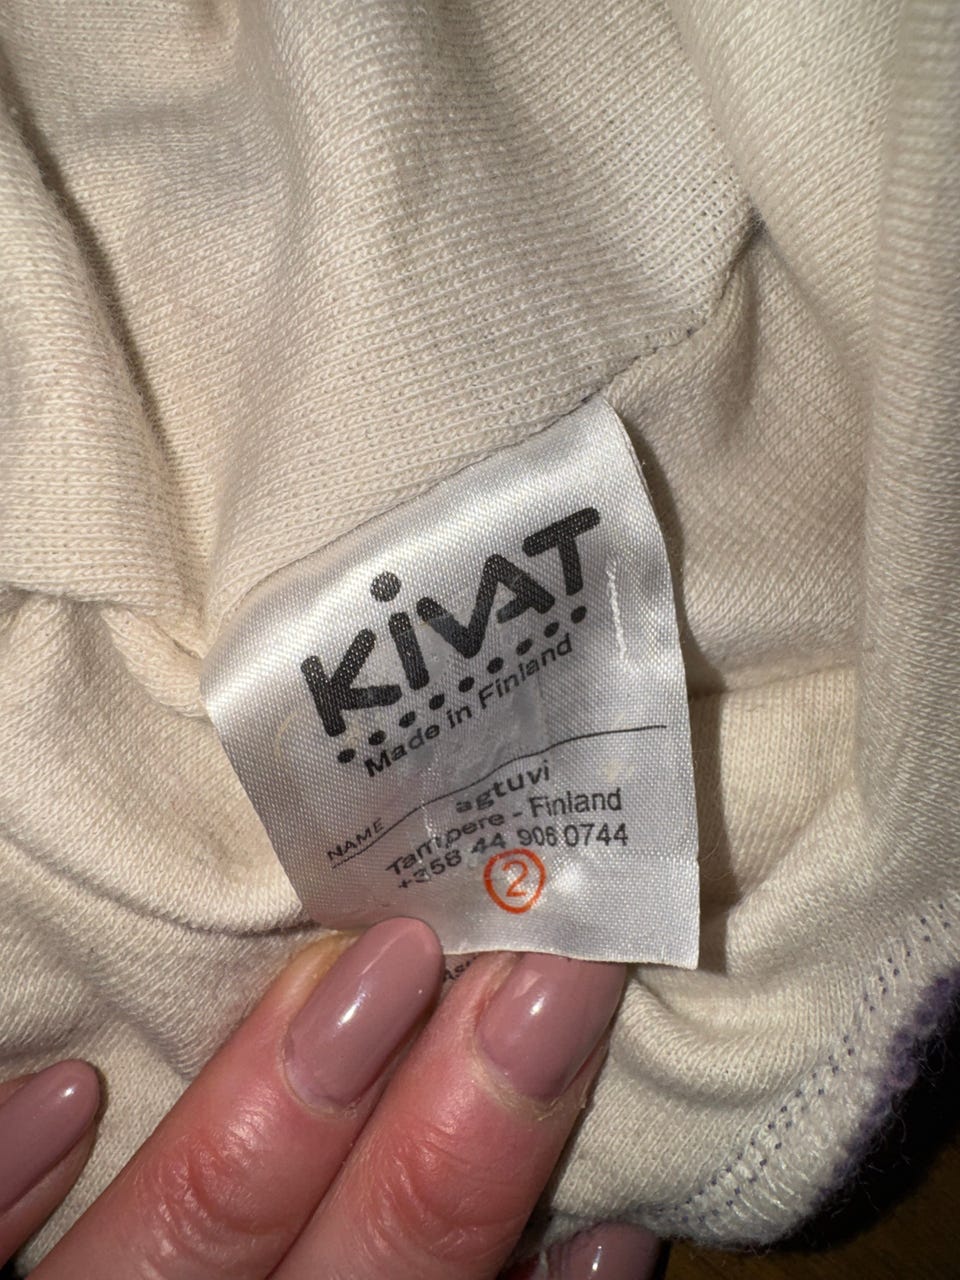 KiVAT
Made in Finland
NAME
agtuvi
Tampere - Finland
+358 44 906 0744
2